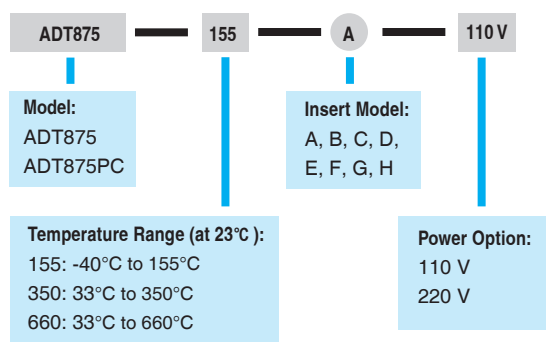 ADT875 155 A 110 V
Model:
ADT875
ADT875PC
Insert Model:
A, B, C, D,
E, F, G, H
Temperature Range (at 23℃ ):
155: -40°C to 155°C
350: 33°C to 350°C
660: 33°C to 660°C
Power Option:
110 V
220 V